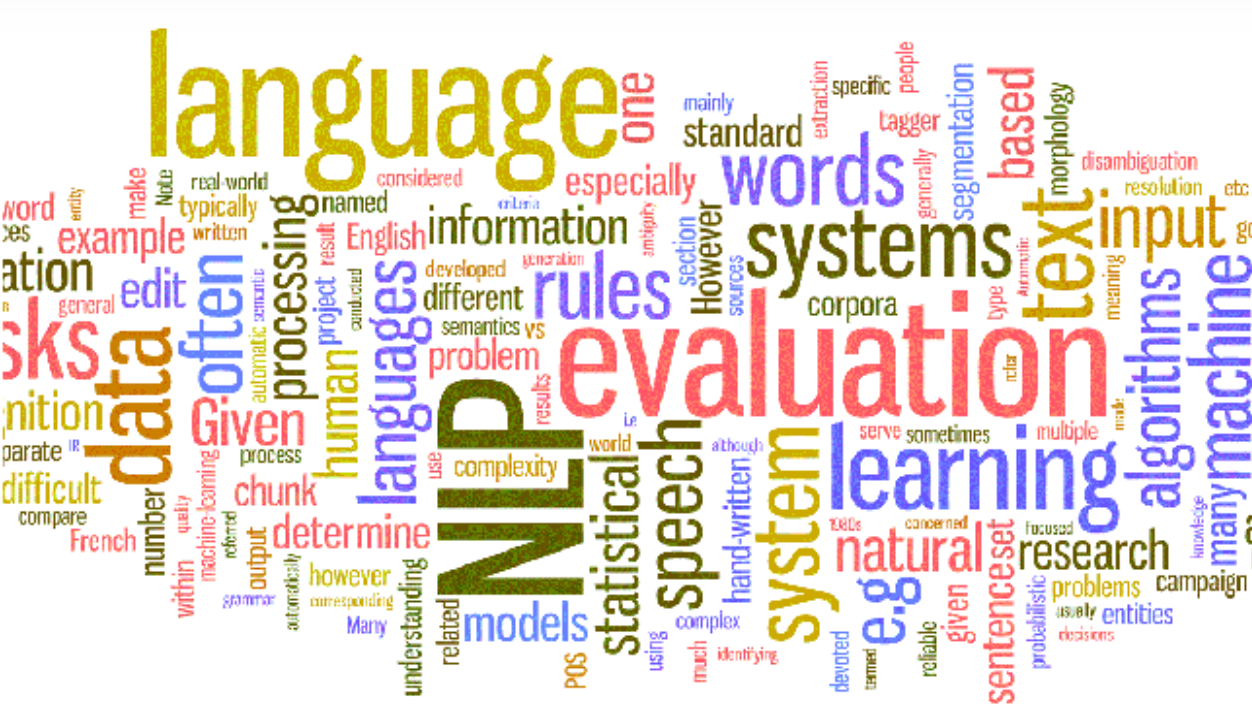 language
one
mainly
standard
extraction
specific
people
tagger
segmentation
based
morphology
disambiguation
resolution
etc
words
generally
especially
considered
criteria
real-world
Note
make
entity
typically
written
named
processing
result
English
information
ambiguity
section
However
sources
systems
text
input
word
example
ation
edit
often
semantic
general
project
conducted
languages
developed
generation
different
rules
semantics
vs
problem
corpora
type
Automatic
meaning
algorithms
machine
sks
data
automatic
human
evaluation
results
nition
parate
IR
Given
process
difficult
compare
French
number
quality
within
machine-learning
referred
chunk
determine
output
grammar
automatically
however
corresponding
Many
understanding
use
complexity
NLP
i.e
world
statistical
speech
although
hand-written
system
serve
sometimes
multiple
made
learning
1980s
concerned
natural
focused
research
knowledge
many
campaign
problems
usually
entities
decisions
probabilistic
sentence
set
given
e.g
reliable
termed
devoted
related
models
POS
using
complex
much
identifying